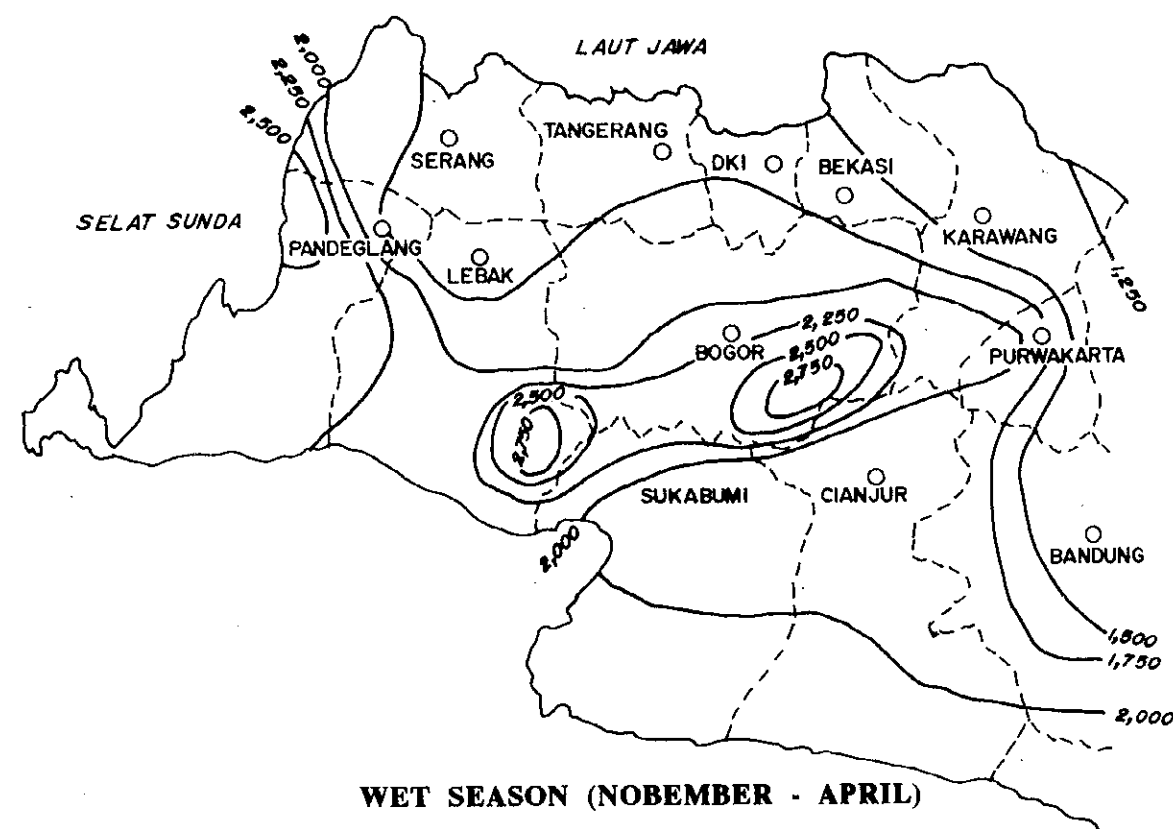 LAUT JAWA
2,000
2,250
2,500
TANGERANG
SERANG
DKI
BEKASI
SELAT SUNDA
PANDEGLANG
LEBAK
KARAWANG
1,250
2,250
BOGOR
2,500
PURWAKARTA
2,750
2,500
2,750
SUKABUMI
CIANJUR
2,000
BANDUNG
1,500
1,750
2,000
WET SEASON (NOBEMBER - APRIL)